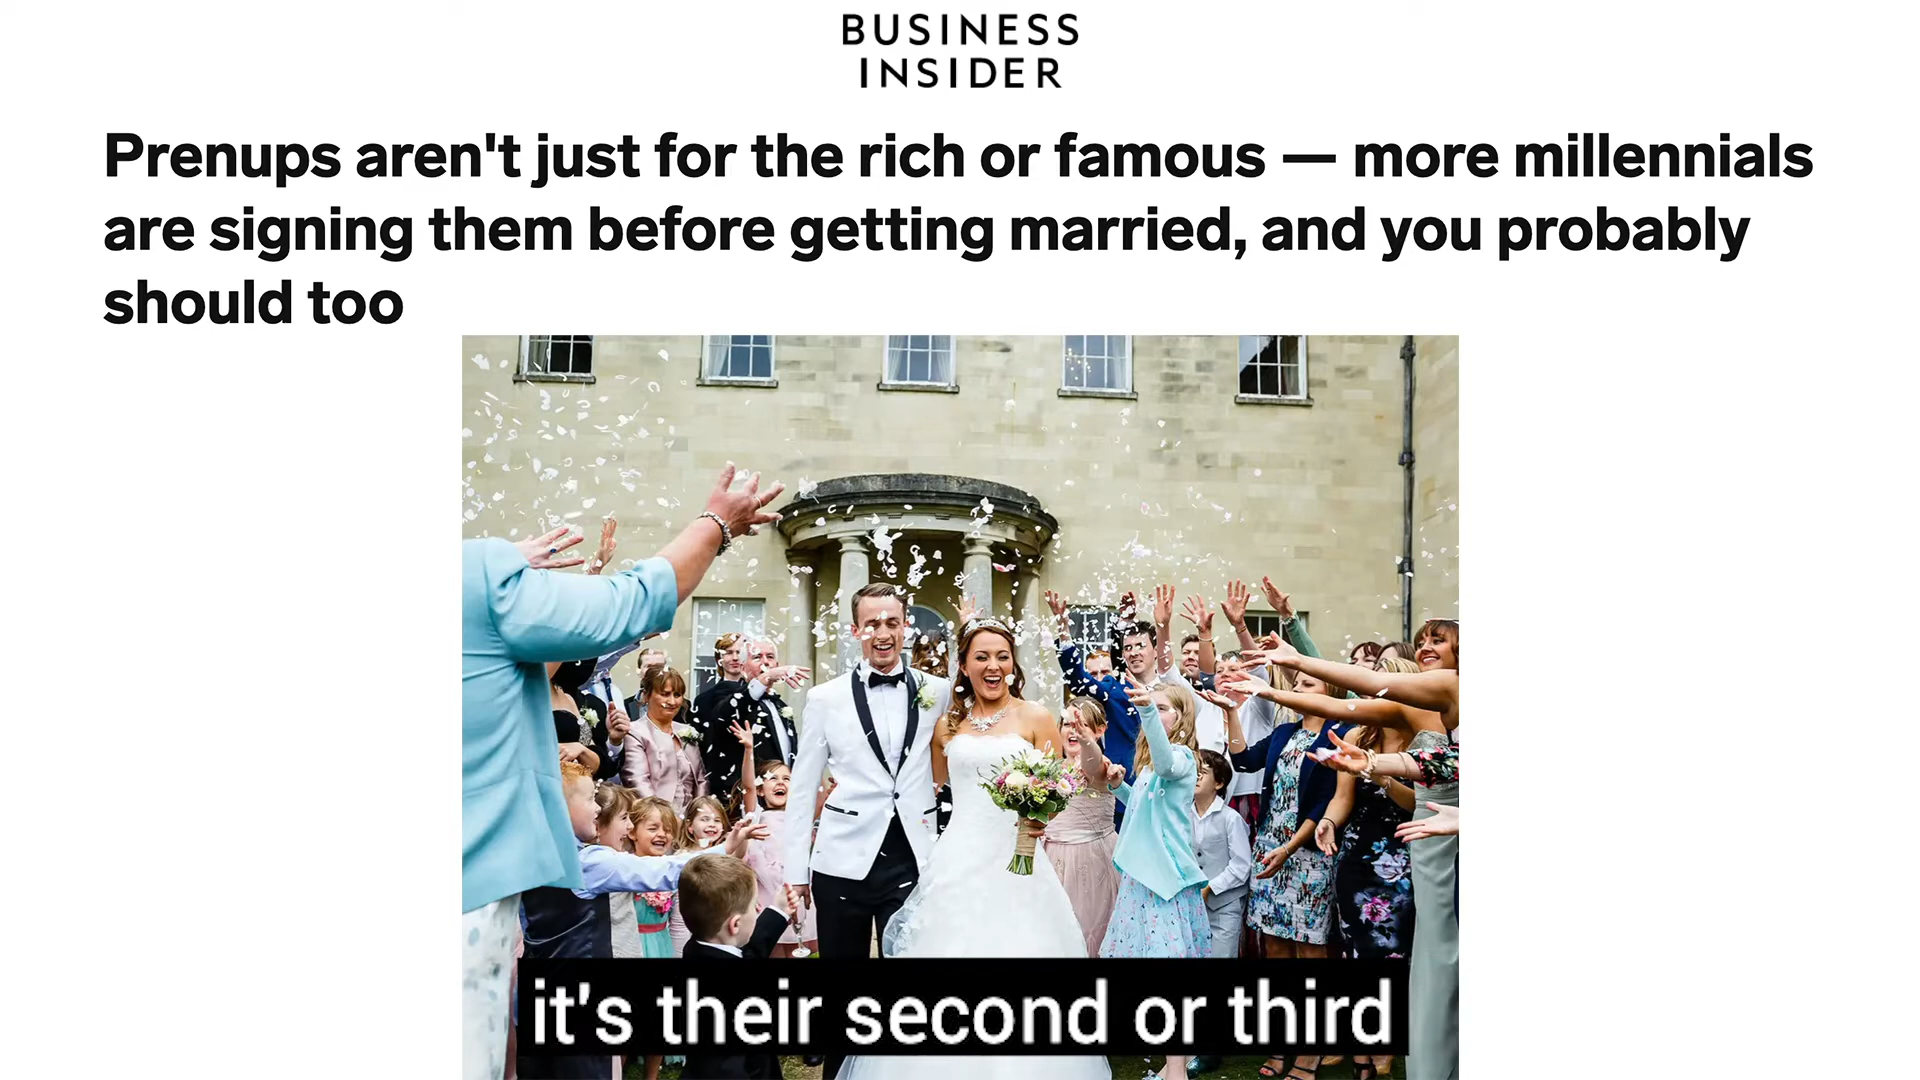 BUSINESS
INSIDER
Prenups aren't just for the rich or famous — more millennials
are signing them before getting married, and you probably
should too
it's their second or third